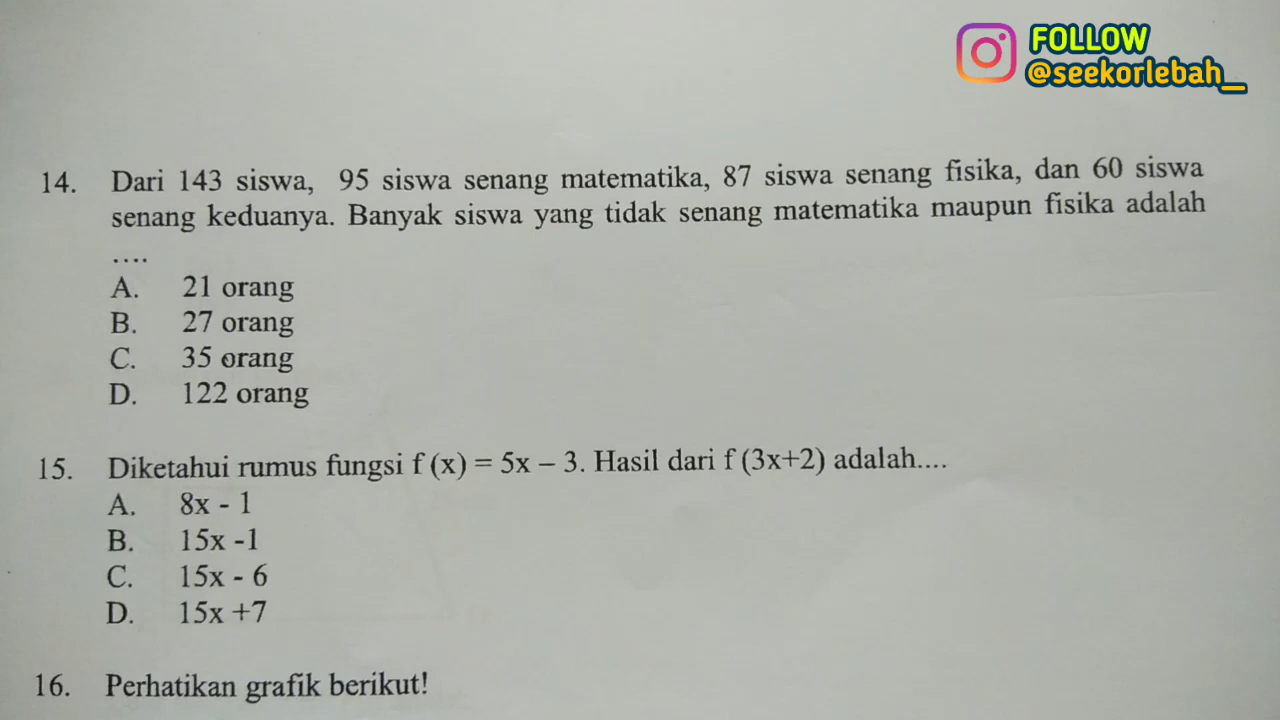 FOLLOW
@seekorlebah_
14. Dari 143 siswa, 95 siswa senang matematika, 87 siswa senang fisika, dan 60 siswa
senang keduanya. Banyak siswa yang tidak senang matematika maupun fisika adalah
....
A. 21 orang
B. 27 orang
C. 35 orang
D. 122 orang
15. Diketahui rumus fungsi f (x) = 5x – 3. Hasil dari f (3x+2) adalah....
A. 8x - 1
B. 15x -1
C. 15x - 6
D. 15x +7
16. Perhatikan grafik berikut!